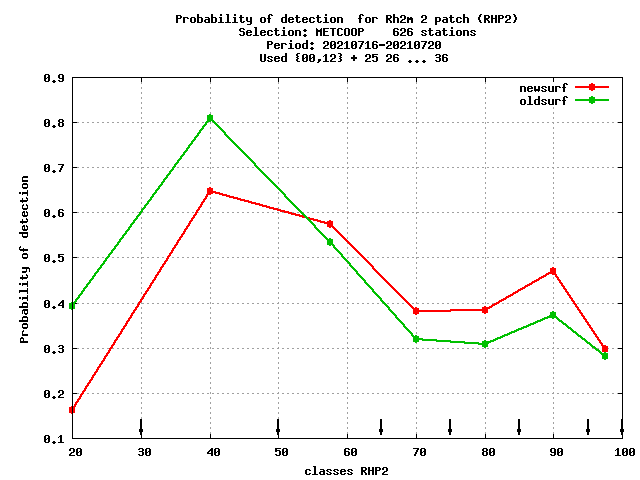 Probability of detection  for Rh2m 2 patch (RHP2)
Selection: METCOOP    626 stations
Period: 20210716-20210720
Used {00,12} + 25 26 ... 36
newsurf
oldsurf
Probability of detection
0.9
0.8
0.7
0.6
0.5
0.4
0.3
0.2
0.1
20 30 40 50 60 70 80 90 100
classes RHP2